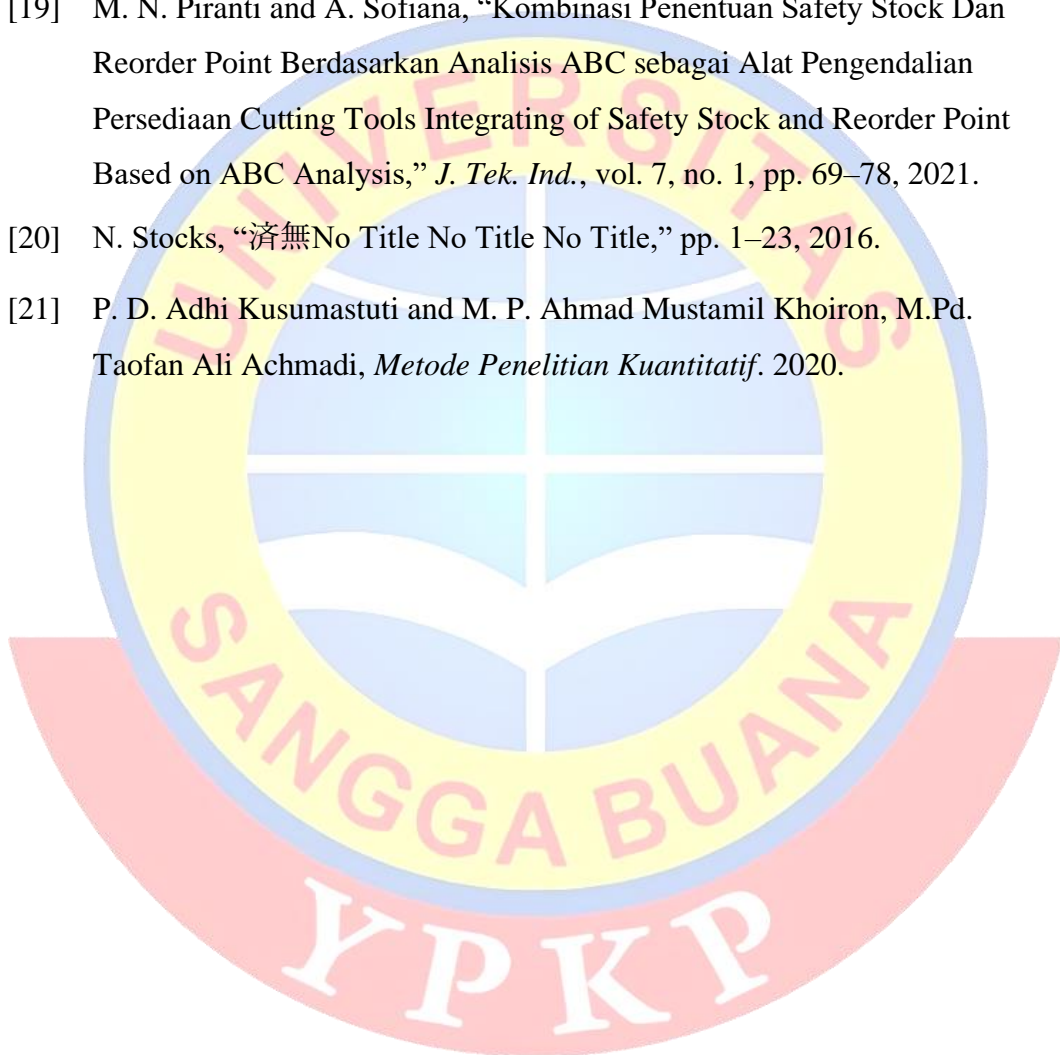 [19] M. N. Piranti and A. Sofiana, “Kombinasi Penentuan Safety Stock Dan
Reorder Point Berdasarkan Analisis ABC sebagai Alat Pengendalian
Persediaan Cutting Tools Integrating of Safety Stock and Reorder Point
Based on ABC Analysis,” J. Tek. Ind., vol. 7, no. 1, pp. 69–78, 2021.
[20] N. Stocks, “済無No Title No Title No Title,” pp. 1–23, 2016.
[21] P. D. Adhi Kusumastuti and M. P. Ahmad Mustamil Khoiron, M.Pd.
Taofan Ali Achmadi, Metode Penelitian Kuantitatif. 2020.
UNIVERSITAS
SANGGA BUANA
YPKP